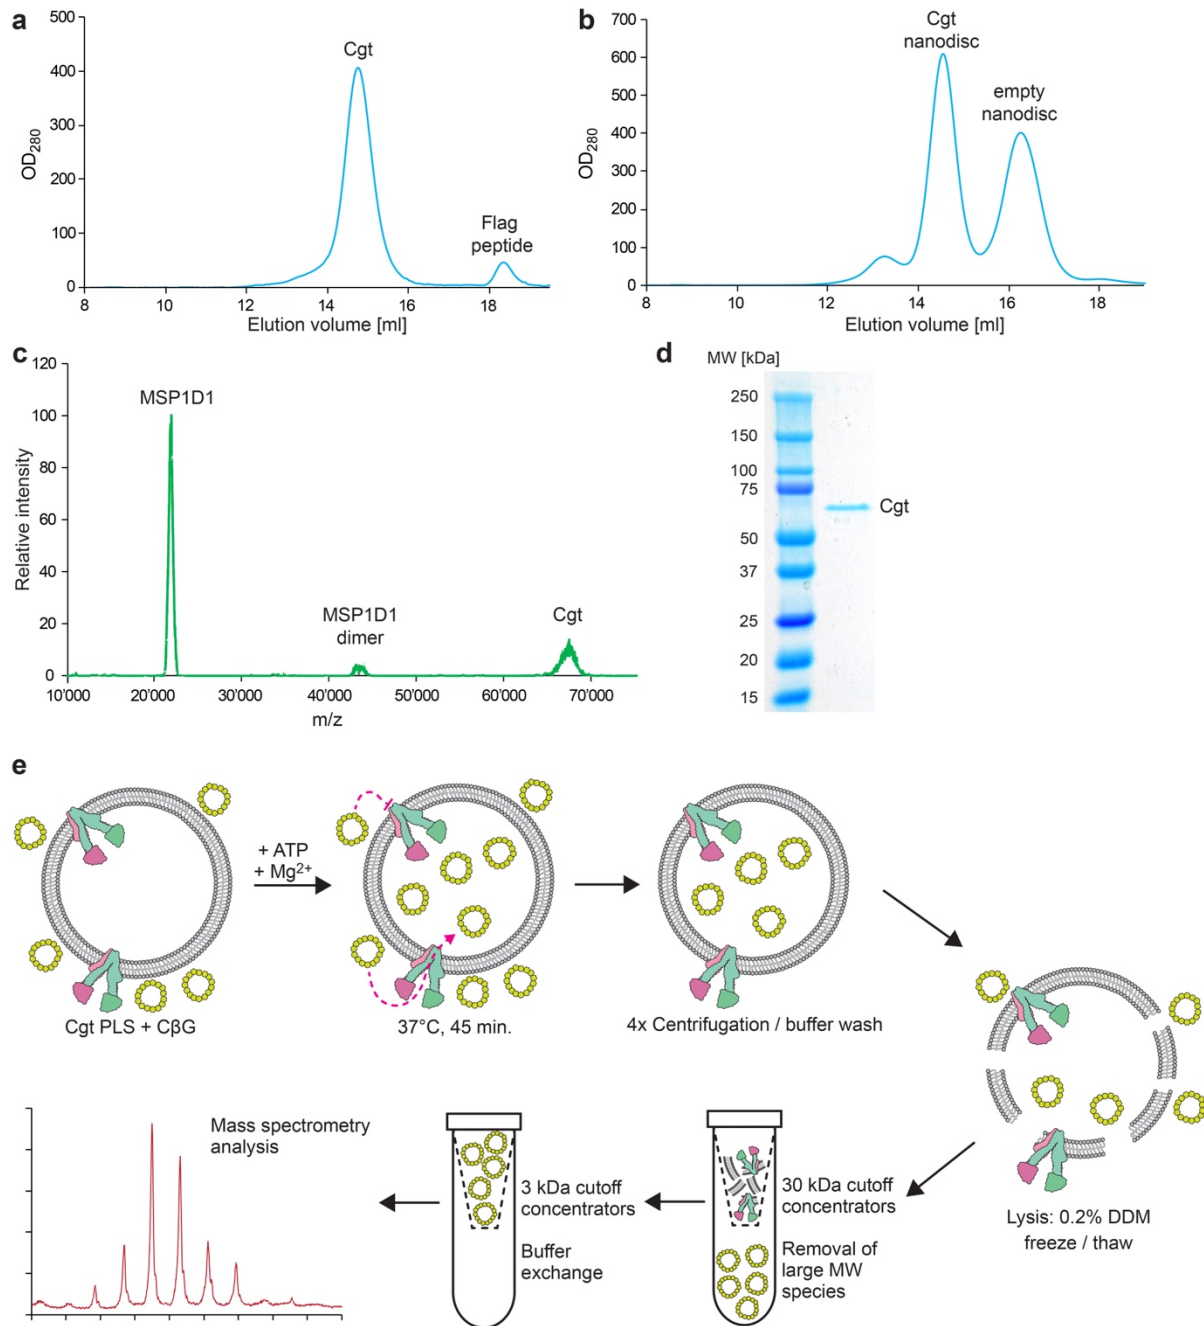 a
500
400
300
200
100
0
OD280
Cgt
Flag
peptide
8 10 12 14 16 18
Elution volume [ml]
b
700
600
500
400
300
200
100
0
OD280
Cgt
nanodisc
empty
nanodisc
8 10 12 14 16 18
Elution volume [ml]
c
120
100
80
60
40
20
0
Relative intensity
MSP1D1
MSP1D1
dimer
Cgt
10'000 20'000 30'000 40'000 50'000 60'000 70'000
m/z
d
MW [kDa]
250
150
100
75
50
37
25
20
15
Cgt
e
Cgt PLS + CβG
+ ATP
+ Mg2+
37°C, 45 min.
4x Centrifugation / buffer wash
Lysis: 0.2% DDM
freeze / thaw
30 kDa cutoff
concentrators
Removal of
large MW
species
3 kDa cutoff
concentrators
Buffer
exchange
Mass spectrometry
analysis